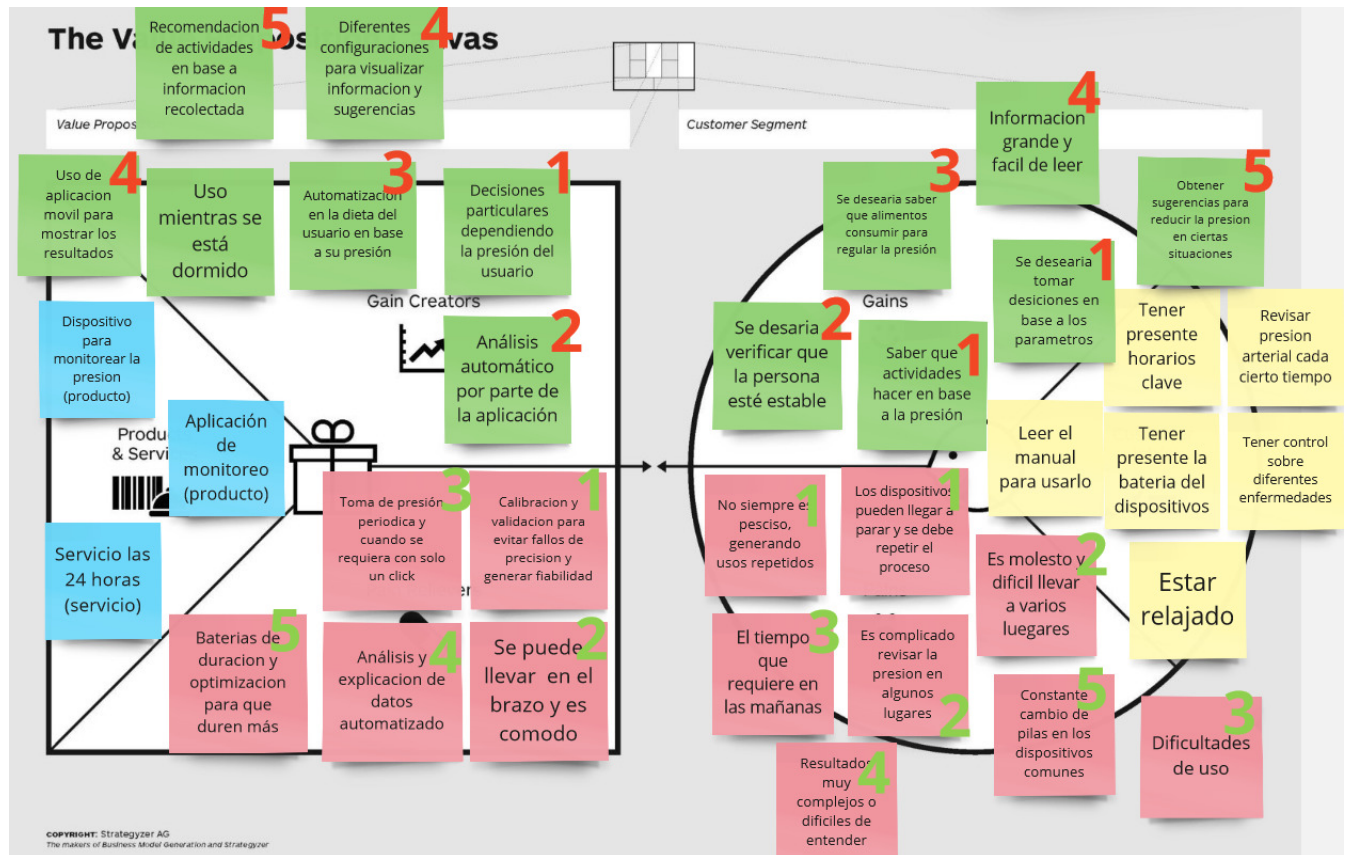 The Va
os
vas
Recomendacion
de actividades
en base a
informacion
recolectada
5
Diferentes
configuraciones
para visualizar
informacion y
sugerencias
4
Value Propos
Customer Segment
Informacion
grande y
facil de leer
4
Uso de
aplicacion
movil para
mostrar los
resultados
4
Uso
mientras se
está
dormido
Automatizacion
en la dieta del
usuario en base
a su presión
3
Decisiones
particulares
dependiendo
la presión del
usuario
1
Se desearia saber
que alimentos
consumir para
regular la presión
3
Obtener
sugerencias para
reducir la presion
en ciertas
situaciones
5
Se desearia
tomar
desiciones en
base a los
parametros
1
Gain Creators
Gains
Dispositivo
para
monitorear la
presion
(producto)
Análisis
automático
por parte de
la aplicación
2
Se desaria
verificar que
la persona
esté estable
2
Saber que
actividades
hacer en base
a la presión
1
Tener
presente
horarios
clave
Revisar
presion
arterial cada
cierto tiempo
Produ
& Servi
Aplicación
de
monitoreo
(producto)
Leer el
manual
para usarlo
Tener
presente la
bateria del
dispositivos
Tener control
sobre
diferentes
enfermedades
Servicio las
24 horas
(servicio)
Toma de presión
periodica y
cuando se
requiera con solo
un click
3
Calibracion y
validacion para
evitar fallos de
precision y
generar fiabilidad
1
No siempre es
pesciso,
generando
usos repetidos
1
Los dispositivos
pueden llegar a
parar y se debe
repetir el
proceso
1
Es molesto y
dificil llevar
a varios
luegares
2
Estar
relajado
Baterias de
duracion y
optimizacion
para que
duren más
5
Análisis y
explicacion de
datos
automatizado
4
Se puede
llevar en el
brazo y es
comodo
2
El tiempo
que
requiere en
las mañanas
3
Es complicado
revisar la
presion en
algunos
lugares
2
Constante
cambio de
pilas en los
dispositivos
comunes
5
Dificultades
de uso
3
Resultados
muy
complejos o
dificiles de
entender
4
COPYRIGHT: Strategyzer AG
The makers of Business Model Generation and Strategyzer